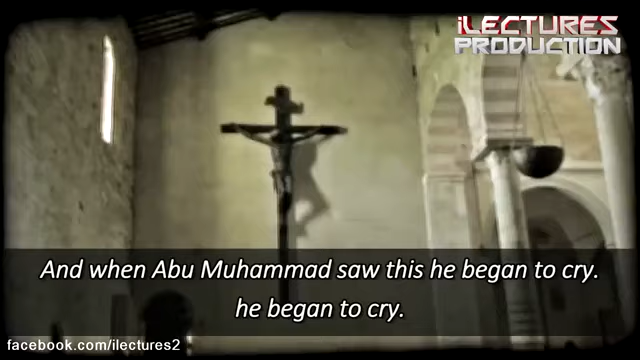 iLECTURES
PRODUCTION
And when Abu Muhammad saw this he began to cry.
he began to cry.
facebook.com/ilectures2